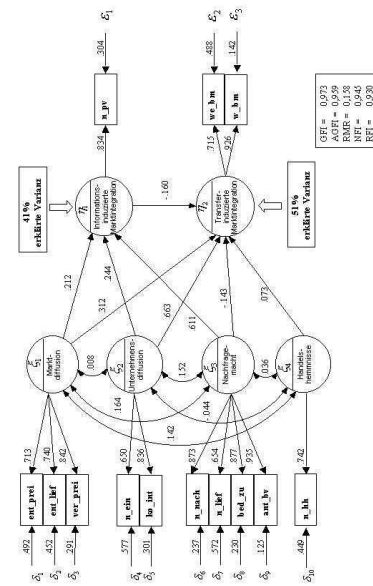 41%
erklärte Varianz
η1
Informations-
induzierte
Marktintegration
n_pv
.834
.304
ε1
-.160
η2
Transfer-
induzierte
Marktintegration
51%
erklärte Varianz
we_bm
w_bm
.715
.926
.488
.142
ε2
ε3
GFI = 0,973
AGFI = 0,959
RMR = 0,158
NFI = 0,945
RFI = 0,930
.212
.312
.244
.663
.611
-.143
.073
ξ1
Markt-
diffusion
ξ2
Unternehmens-
diffusion
ξ3
Nachfrage-
macht
ξ4
Handels-
hemmnisse
.008
.152
.036
.164
-.044
.142
.713
.740
.842
.650
.836
.873
.654
.877
.935
.742
ent_prei
ent_lief
ver_prei
n_ein
ko_int
n_nach
n_lief
bed_zu
ant_bv
n_hh
.492
.452
.291
.577
.301
.237
.572
.230
.125
.449
δ1
δ2
δ3
δ4
δ5
δ6
δ7
δ8
δ9
δ10